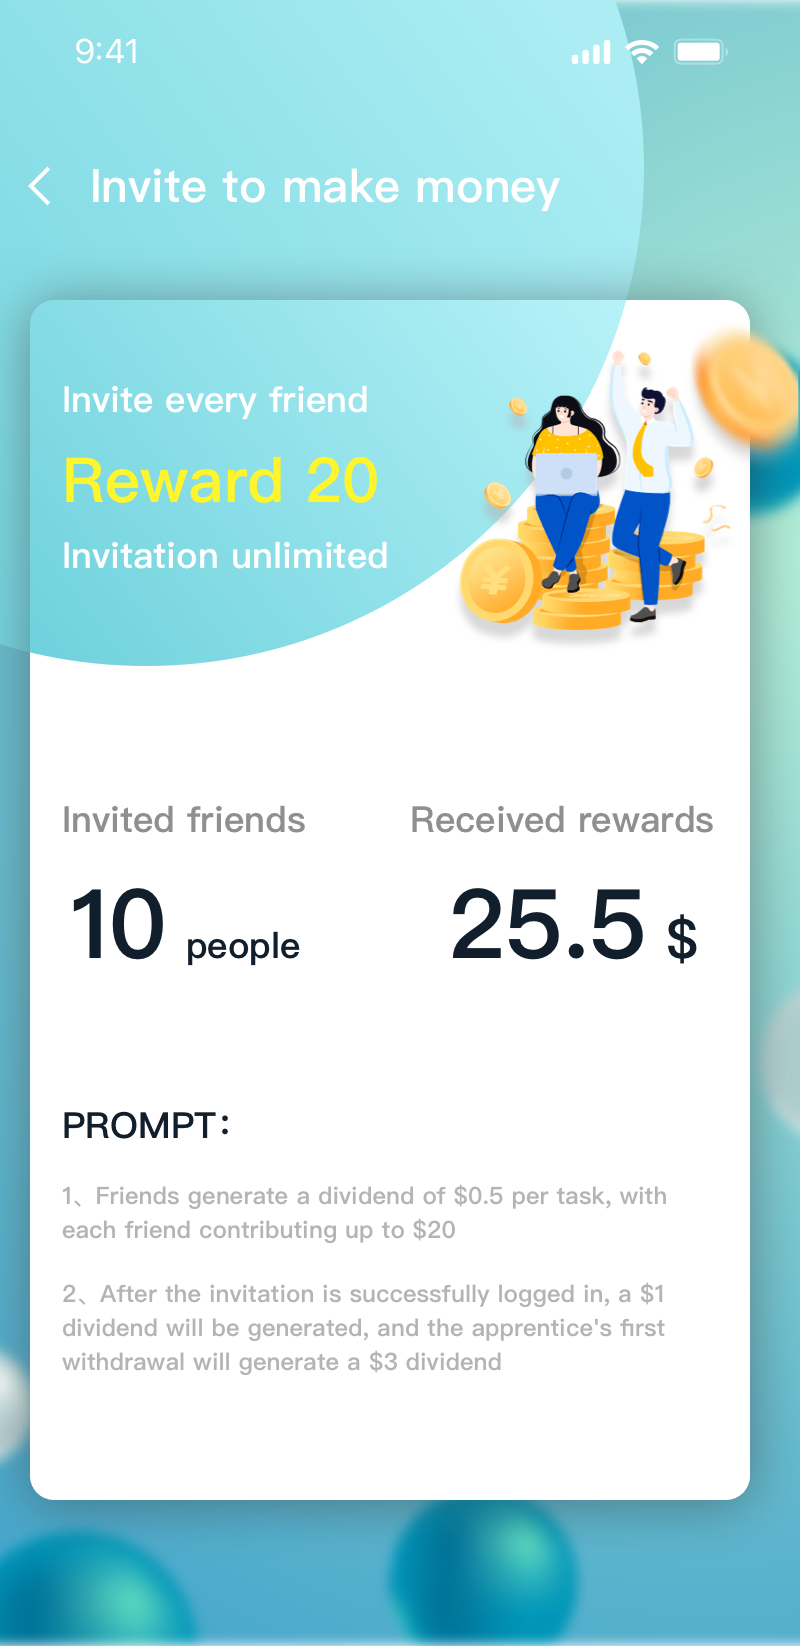 9:41
Invite to make money
Invite every friend
Reward 20
Invitation unlimited
¥
Invited friends
Received rewards
10 people
25.5 $
PROMPT：
1、Friends generate a dividend of $0.5 per task, with
each friend contributing up to $20
2、After the invitation is successfully logged in, a $1
dividend will be generated, and the apprentice's first
withdrawal will generate a $3 dividend